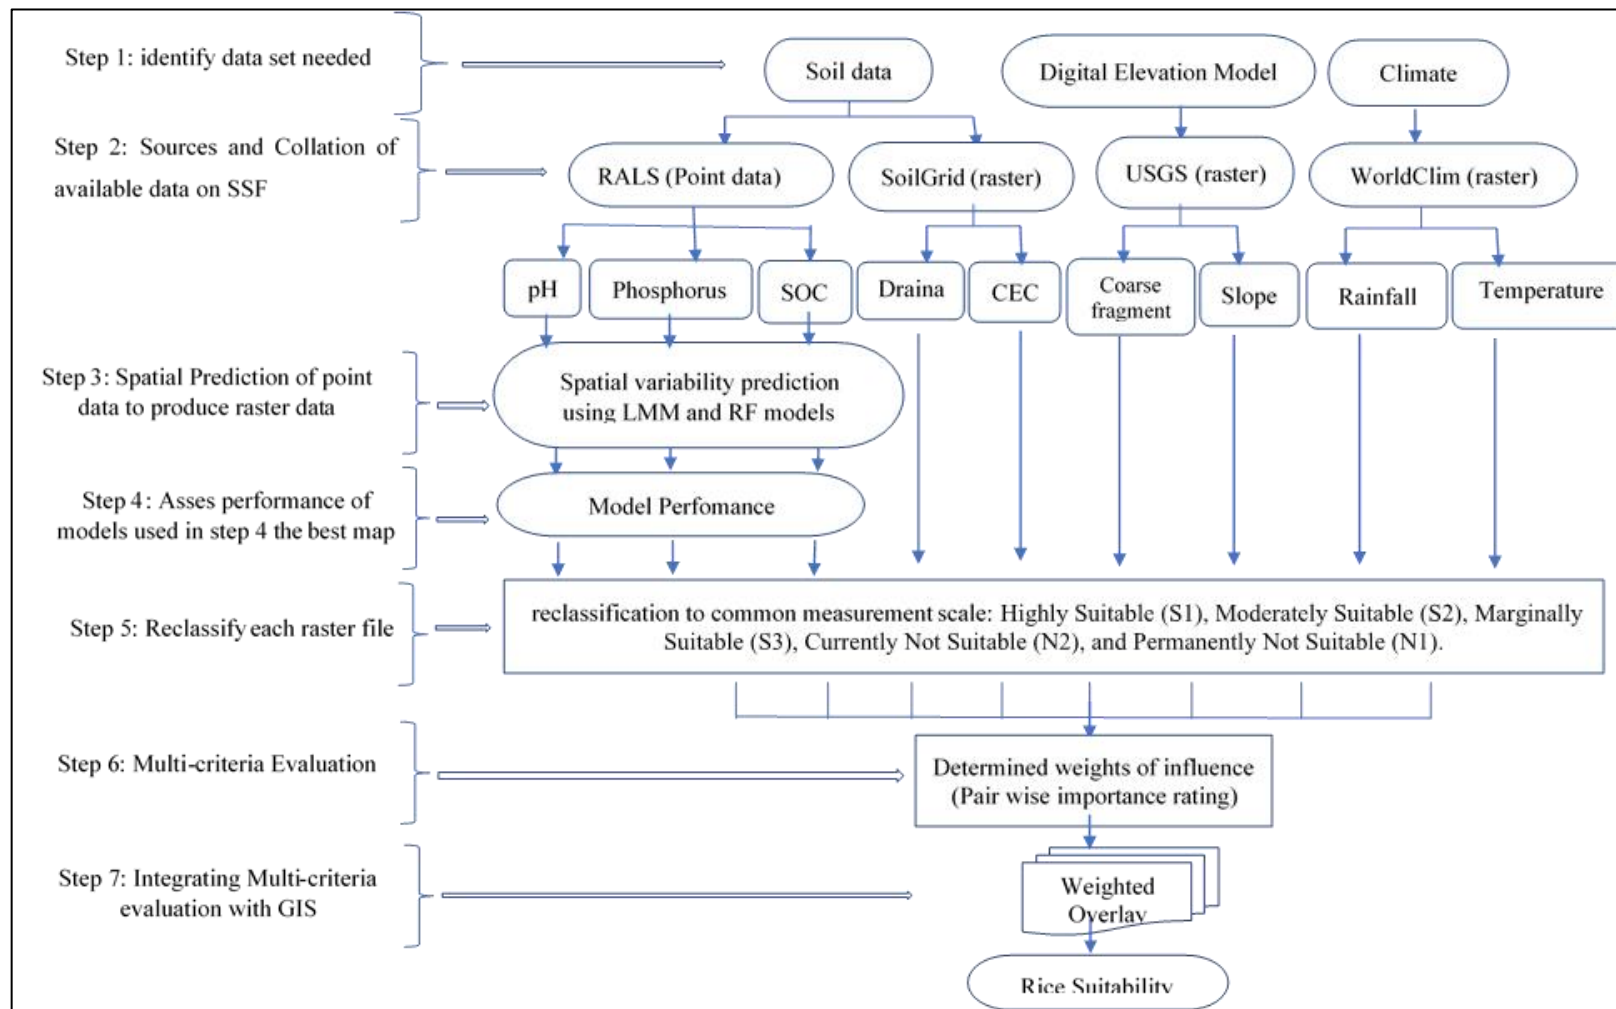 Step 1: identify data set needed
Soil data
Digital Elevation Model
Climate
Step 2: Sources and Collation of
available data on SSF
RALS (Point data)
SoilGrid (raster)
USGS (raster)
WorldClim (raster)
pH
Phosphorus
SOC
Draina
CEC
Coarse
fragment
Slope
Rainfall
Temperature
Step 3: Spatial Prediction of point
data to produce raster data
Spatial variability prediction
using LMM and RF models
Step 4 : Asses performance of
models used in step 4 the best map
Model Perfomance
Step 5: Reclassify each raster file
reclassification to common measurement scale: Highly Suitable (S1), Moderately Suitable (S2), Marginally
Suitable (S3), Currently Not Suitable (N2), and Permanently Not Suitable (N1).
Step 6: Multi-criteria Evaluation
Determined weights of influence
(Pair wise importance rating)
Step 7: Integrating Multi-criteria
evaluation with GIS
Weighted
Overlay
Rice Suitability